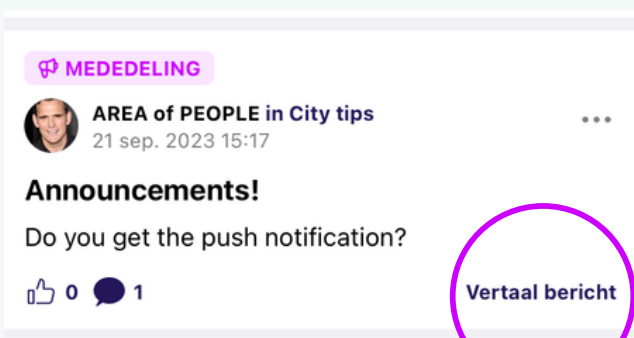 MEDEDELING
AREA of PEOPLE in City tips
21 sep. 2023 15:17
Announcements!
Do you get the push notification?
0 1 Vertaal bericht